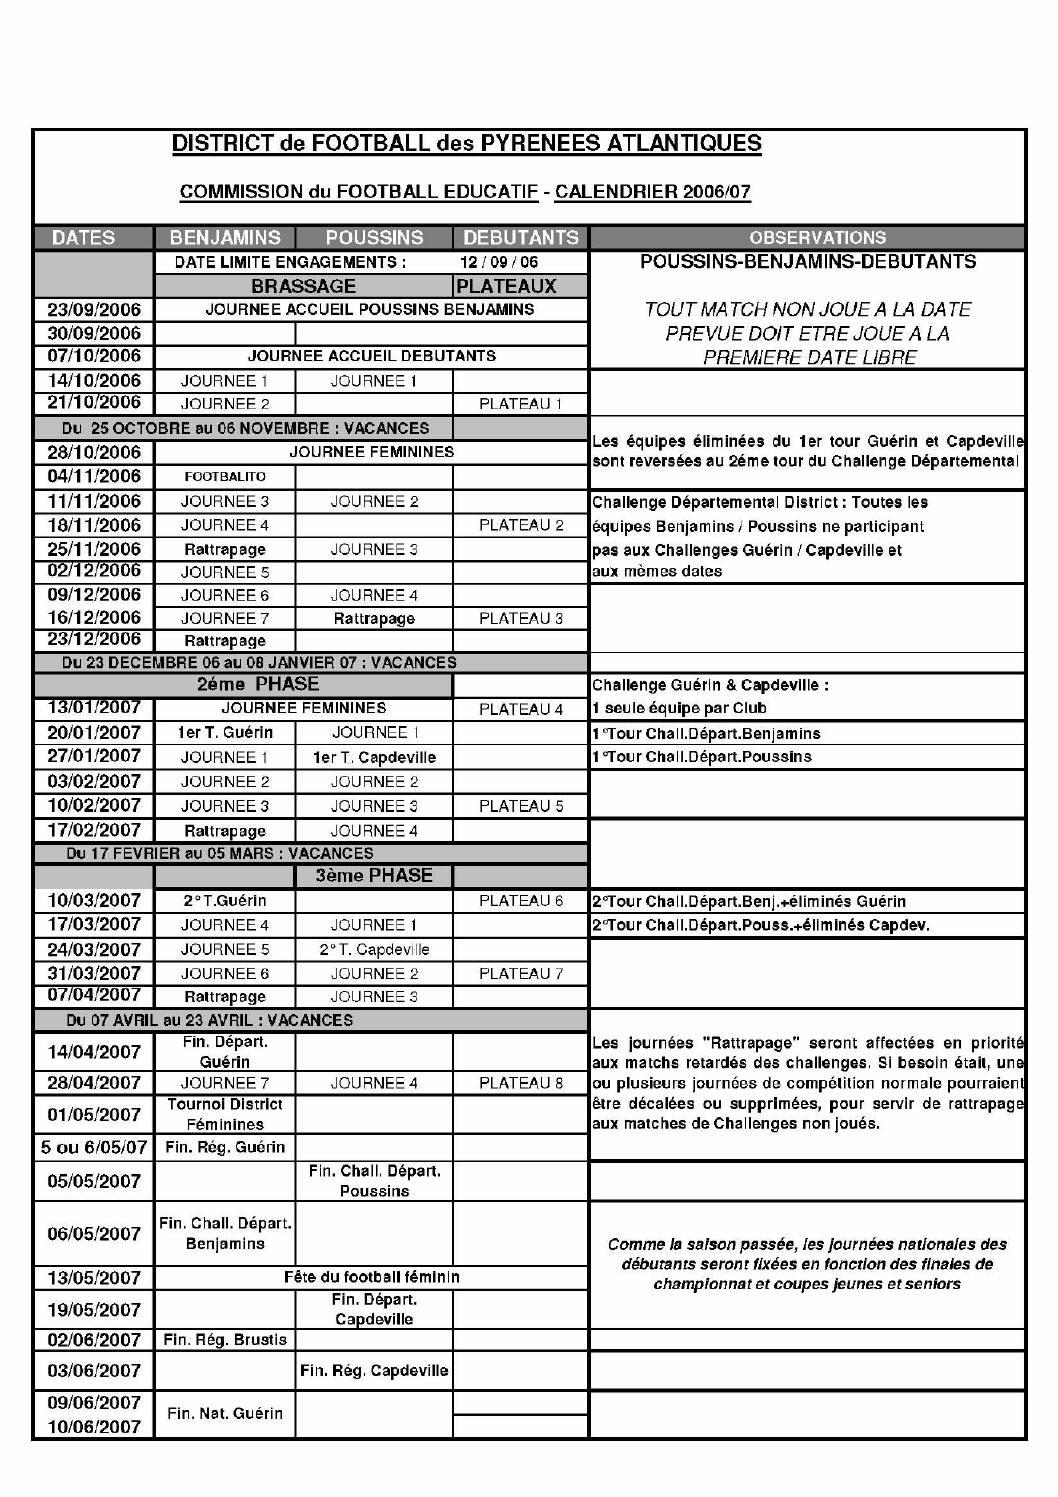 DISTRICT de FOOTBALL des PYRENEES ATLANTIQUES
COMMISSION du FOOTBALL EDUCATIF - CALENDRIER 2006/07
DATES BENJAMINS POUSSINS DEBUTANTS OBSERVATIONS
DATE LIMITE ENGAGEMENTS : 12 / 09 / 06 POUSSINS-BENJAMINS-DEBUTANTS
BRASSAGE PLATEAUX
23/09/2006 JOURNEE ACCUEIL POUSSINS BENJAMINS TOUT MATCH NON JOUE A LA DATE
30/09/2006 PREVUE DOIT ETRE JOUE A LA
07/10/2006 JOURNEE ACCUEIL DEBUTANTS PREMIERE DATE LIBRE
14/10/2006 JOURNEE 1 JOURNEE 1
21/10/2006 JOURNEE 2 PLATEAU 1
Du 25 OCTOBRE au 06 NOVEMBRE : VACANCES
Les équipes éliminées du 1er tour Guérin et Capdeville
28/10/2006 JOURNEE FEMININES
sont reversées au 2éme tour du Challenge Départemental
04/11/2006 FOOTBALITO
11/11/2006 JOURNEE 3 JOURNEE 2 Challenge Départemental District : Toutes les
18/11/2006 JOURNEE 4 PLATEAU 2 équipes Benjamins / Poussins ne participant
25/11/2006 Rattrapage JOURNEE 3 pas aux Challenges Guérin / Capdeville et
02/12/2006 JOURNEE 5 aux mèmes dates
09/12/2006 JOURNEE 6 JOURNEE 4
16/12/2006 JOURNEE 7 Rattrapage PLATEAU 3
23/12/2006 Rattrapage
Du 23 DECEMBRE 06 au 08 JANVIER 07 : VACANCES
2éme PHASE Challenge Guérin & Capdeville :
13/01/2007 JOURNEE FEMININES PLATEAU 4 1 seule équipe par Club
20/01/2007 1er T. Guérin JOURNEE 1 1°Tour Chall.Départ.Benjamins
27/01/2007 JOURNEE 1 1er T. Capdeville 1°Tour Chall.Départ.Poussins
03/02/2007 JOURNEE 2 JOURNEE 2
10/02/2007 JOURNEE 3 JOURNEE 3 PLATEAU 5
17/02/2007 Rattrapage JOURNEE 4
Du 17 FEVRIER au 05 MARS : VACANCES
3ème PHASE
10/03/2007 2° T.Guérin PLATEAU 6 2°Tour Chall.Départ.Benj.+éliminés Guérin
17/03/2007 JOURNEE 4 JOURNEE 1 2°Tour Chall.Départ.Pouss.+éliminés Capdev.
24/03/2007 JOURNEE 5 2° T. Capdeville
31/03/2007 JOURNEE 6 JOURNEE 2 PLATEAU 7
07/04/2007 Rattrapage JOURNEE 3
Du 07 AVRIL au 23 AVRIL : VACANCES
14/04/2007 Fin. Départ.
Guérin
Les journées "Rattrapage" seront affectées en priorité
aux matchs retardés des challenges. Si besoin était, une
28/04/2007 JOURNEE 7 JOURNEE 4 PLATEAU 8 ou plusieurs journées de compétition normale pourraient
01/05/2007 Tournoi District
Féminines
être décalées ou supprimées, pour servir de rattrapage
aux matches de Challenges non joués.
5 ou 6/05/07 Fin. Rég. Guérin
05/05/2007 Fin. Chall. Départ.
Poussins
06/05/2007 Fin. Chall. Départ.
Benjamins
Comme la saison passée, les journées nationales des
débutants seront fixées en fonction des finales de
championnat et coupes jeunes et seniors
13/05/2007 Fête du football féminin
19/05/2007 Fin. Départ.
Capdeville
02/06/2007 Fin. Rég. Brustis
03/06/2007 Fin. Rég. Capdeville
09/06/2007
Fin. Nat. Guérin
10/06/2007